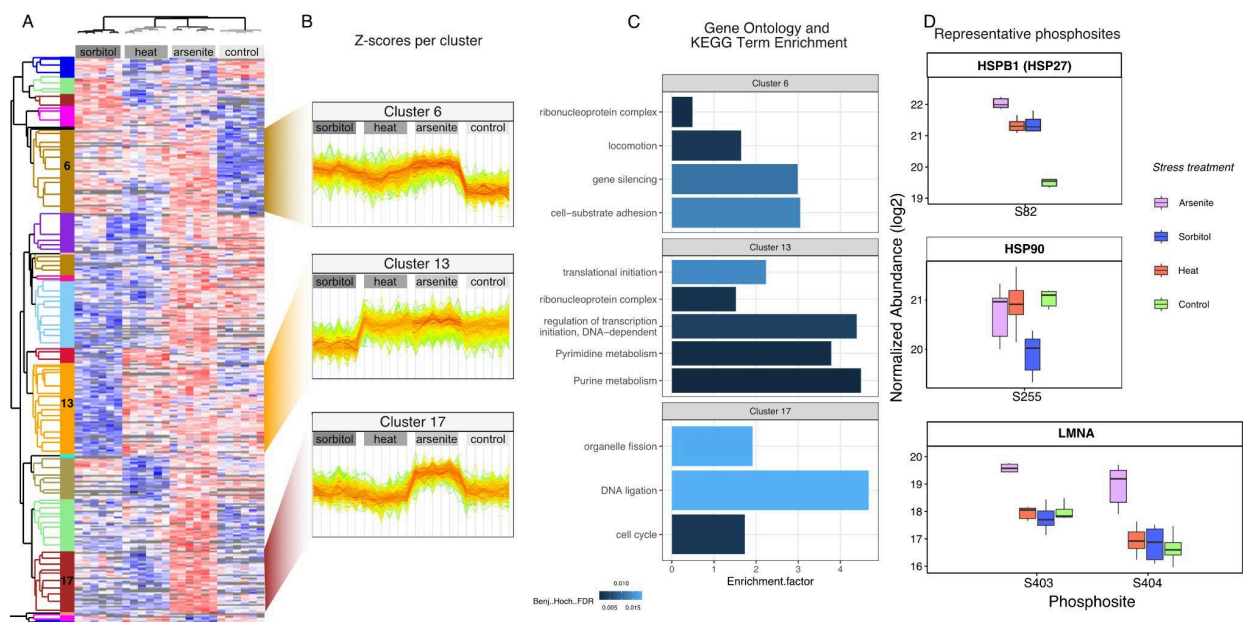 A
sorbitol heat arsenite control
6
13
17
B
Z-scores per cluster
Cluster 6
sorbitol heat arsenite control
Cluster 13
sorbitol heat arsenite control
Cluster 17
sorbitol heat arsenite control
C
Gene Ontology and
KEGG Term Enrichment
Cluster 6
ribonucleoprotein complex
locomotion
gene silencing
cell−substrate adhesion
Cluster 13
translational initiation
ribonucleoprotein complex
regulation of transcription
initiation, DNA−dependent
Pyrimidine metabolism
Purine metabolism
Cluster 17
organelle fission
DNA ligation
cell cycle
0 1 2 3 4
Enrichment.factor
Benj..Hoch..FDR
0.010
0.005 0.015
D
Representative phosphosites
HSPB1 (HSP27)
22
21
20
19
S82
HSP90
21
20
S255
LMNA
20
19
18
17
16
S403 S404
Phosphosite
Normalized Abundance (log2)
Stress treatment
Arsenite
Sorbitol
Heat
Control